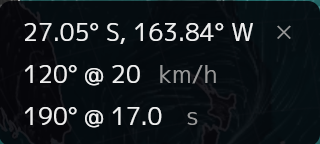 27.05° S, 163.84° W ×
120° @ 20 km/h
190° @ 17.0 s